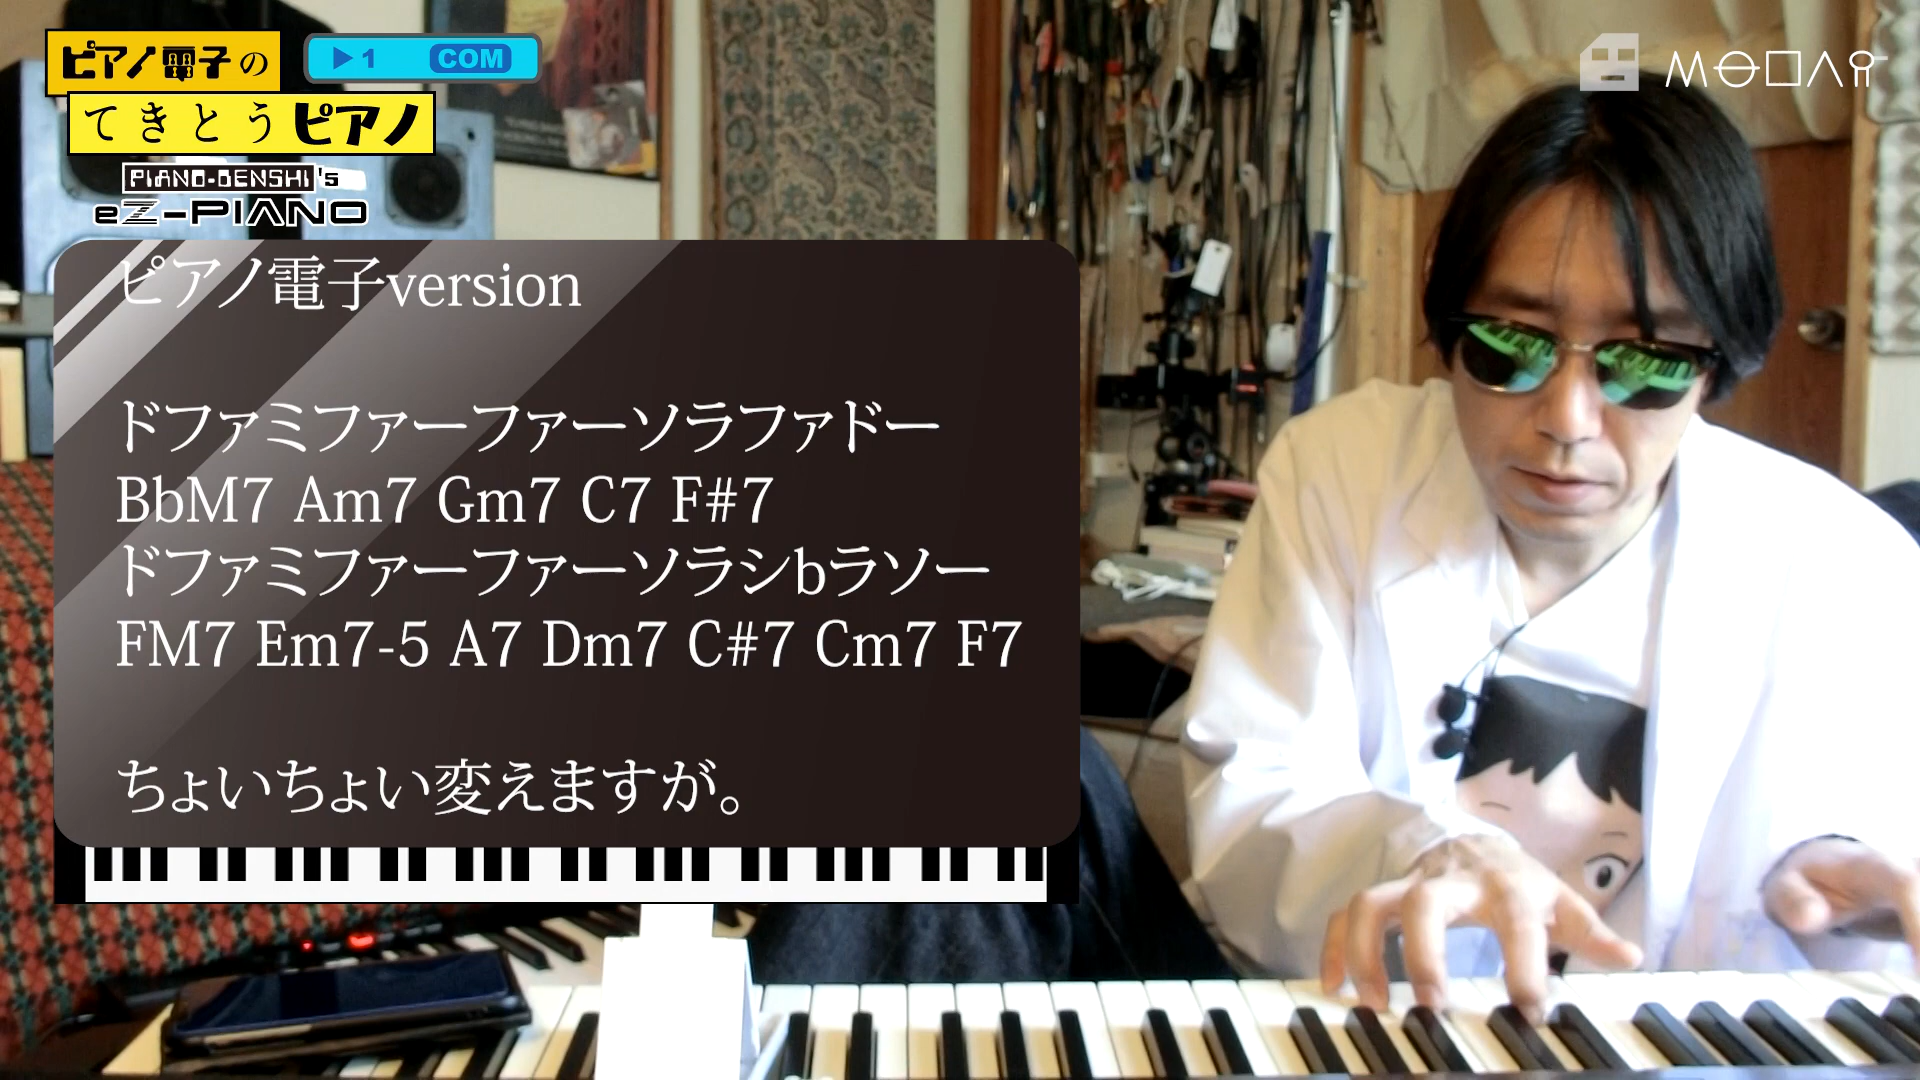 ピアノ電子の
▶1 COM
てきとうピアノ
PIANO-DENSHI's
eZ-PIANO
MODAY
ピアノ電子version
ドファミファーファーソラファドー
BbM7 Am7 Gm7 C7 F#7
ドファミファーファーソラシbラソー
FM7 Em7-5 A7 Dm7 C#7 Cm7 F7
ちょいちょい変えますが。